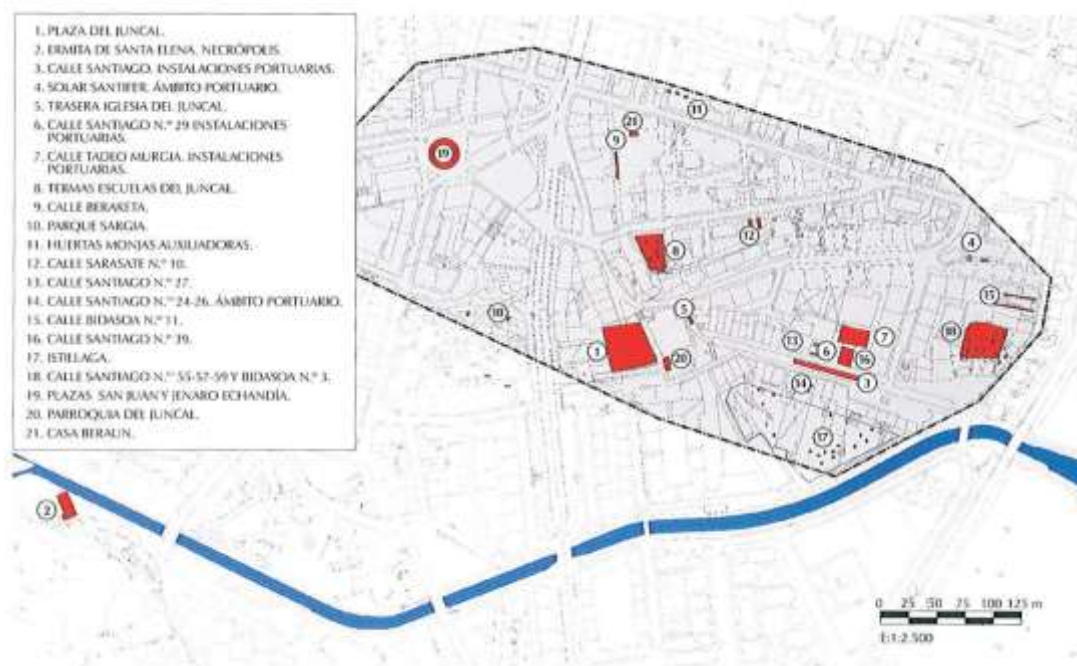 1. PLAZA DEL JUNCAL.
2. ERMITA DE SANTA ELENA. NECRÓPOLIS.
3. CALLE SANTIAGO. INSTALACIONES PORTUARIAS.
4. SOLAR SANTIFER. ÁMBITO PORTUARIO.
5. TRASERA IGLESIA DEL JUNCAL.
6. CALLE SANTIAGO N.º 29 INSTALACIONES
PORTUARIAS.
7. CALLE TADEO MURGIA. INSTALACIONES
PORTUARIAS.
8. TERMAS ESCUELAS DEL JUNCAL.
9. CALLE BERAKETA.
10. PARQUE SARGIA.
11. HUERTAS MONJAS AUXILIADORAS.
12. CALLE SARASATE N.º 10.
13. CALLE SANTIAGO N.º 27.
14. CALLE SANTIAGO N.º 24-26. ÁMBITO PORTUARIO.
15. CALLE BIDASOA N.º 11.
16. CALLE SANTIAGO N.º 39.
17. ISTILLAGA.
18. CALLE SANTIAGO N.º 55-57-59 Y BIDASOA N.º 3.
19. PLAZAS SAN JUAN Y JENARO ECHANDÍA.
20. PARROQUIA DEL JUNCAL.
21. CASA BERAUN.
11
21
9
19
12
8
4
15
10
5
13
7
18
1
6
16
20
3
14
17
2
0 25 50 75 100 125 m
E:1:2.500